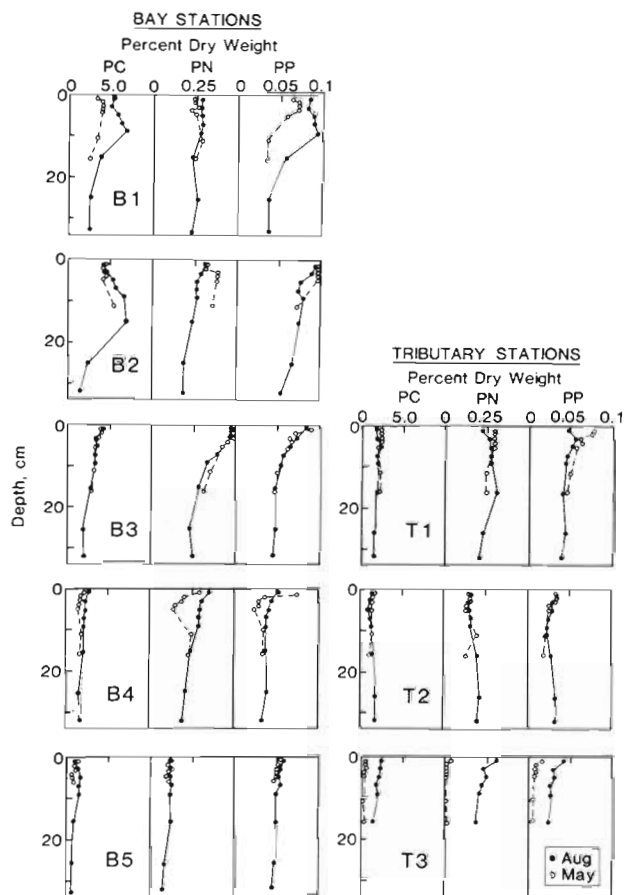 BAY STATIONS
Percent Dry Weight
PC PN PP
0 5.0 0 0.25 0 0.05 0.1
0
20
B1
0
20
B2
TRIBUTARY STATIONS
Percent Dry Weight
PC PN PP
0 5.0 0 0.25 0 0.05 0.1
Depth, cm
0
20
B3
0
20
T1
0
20
B4
0
20
T2
0
20
B5
0
20
T3
Aug
May